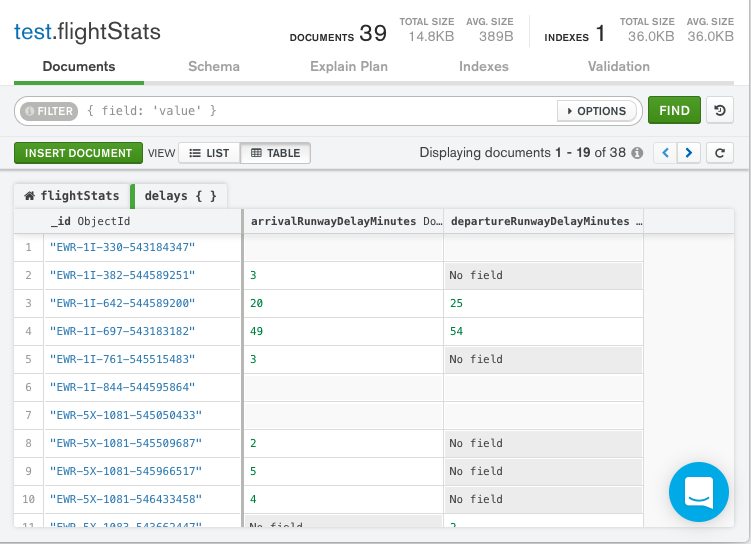 test.flightStats
DOCUMENTS 39
TOTAL SIZE AVG. SIZE
14.8KB 389B
INDEXES 1
TOTAL SIZE AVG. SIZE
36.0KB 36.0KB
Documents Schema Explain Plan Indexes Validation
FILTER { field: 'value' } OPTIONS FIND
INSERT DOCUMENT VIEW LIST TABLE Displaying documents 1 - 19 of 38
flightStats delays { }
_id ObjectId arrivalRunwayDelayMinutes Do… departureRunwayDelayMinutes …
1 "EWR-1I-330-543184347"
2 "EWR-1I-382-544589251" 3 No field
3 "EWR-1I-642-544589200" 20 25
4 "EWR-1I-697-543183182" 49 54
5 "EWR-1I-761-545515483" 3 No field
6 "EWR-1I-844-544595864"
7 "EWR-5X-1081-545050433"
8 "EWR-5X-1081-545509687" 2 No field
9 "EWR-5X-1081-545966517" 5 No field
10 "EWR-5X-1081-546433458" 4 No field
11 "EWR-5X-1083-543662447" No field 2